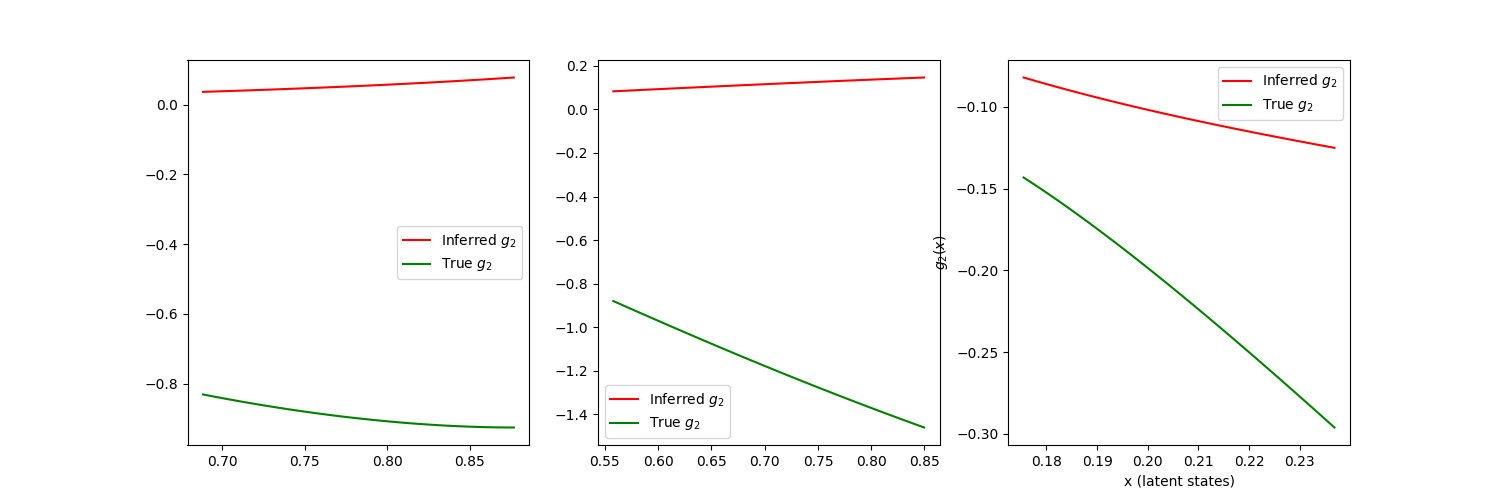 0.0
−0.2
−0.4
−0.6
−0.8
0.70 0.75 0.80 0.85
Inferred g₂
True g₂
0.2
0.0
−0.2
−0.4
−0.6
−0.8
−1.0
−1.2
−1.4
0.55 0.60 0.65 0.70 0.75 0.80 0.85
Inferred g₂
True g₂
g₂(x)
−0.10
−0.15
−0.20
−0.25
−0.30
0.18 0.19 0.20 0.21 0.22 0.23
x (latent states)
Inferred g₂
True g₂